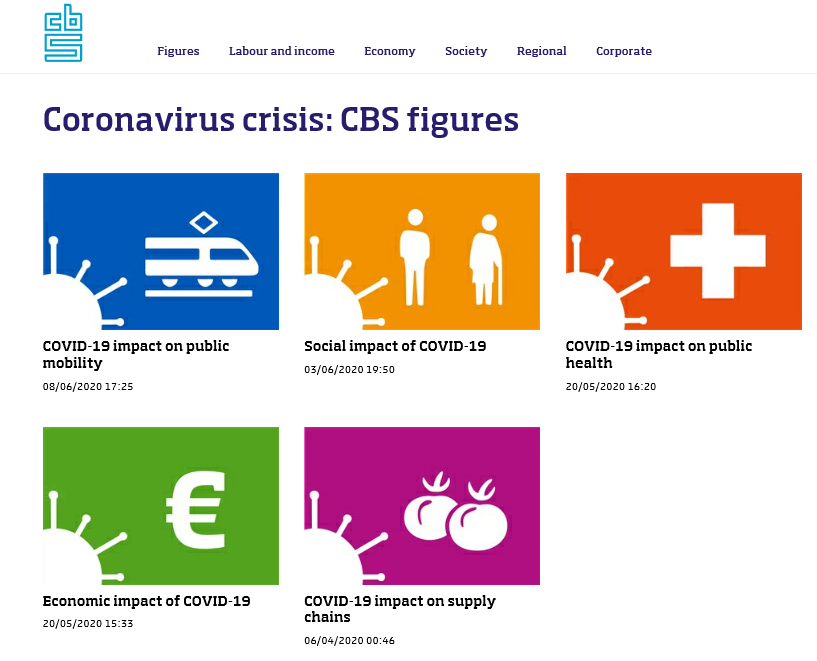 cbs
Figures Labour and income Economy Society Regional Corporate
Coronavirus crisis: CBS figures
COVID-19 impact on public
mobility
08/06/2020 17:25
Social impact of COVID-19
03/06/2020 19:50
COVID-19 impact on public
health
20/05/2020 16:20
€
Economic impact of COVID-19
20/05/2020 15:33
COVID-19 impact on supply
chains
06/04/2020 00:46